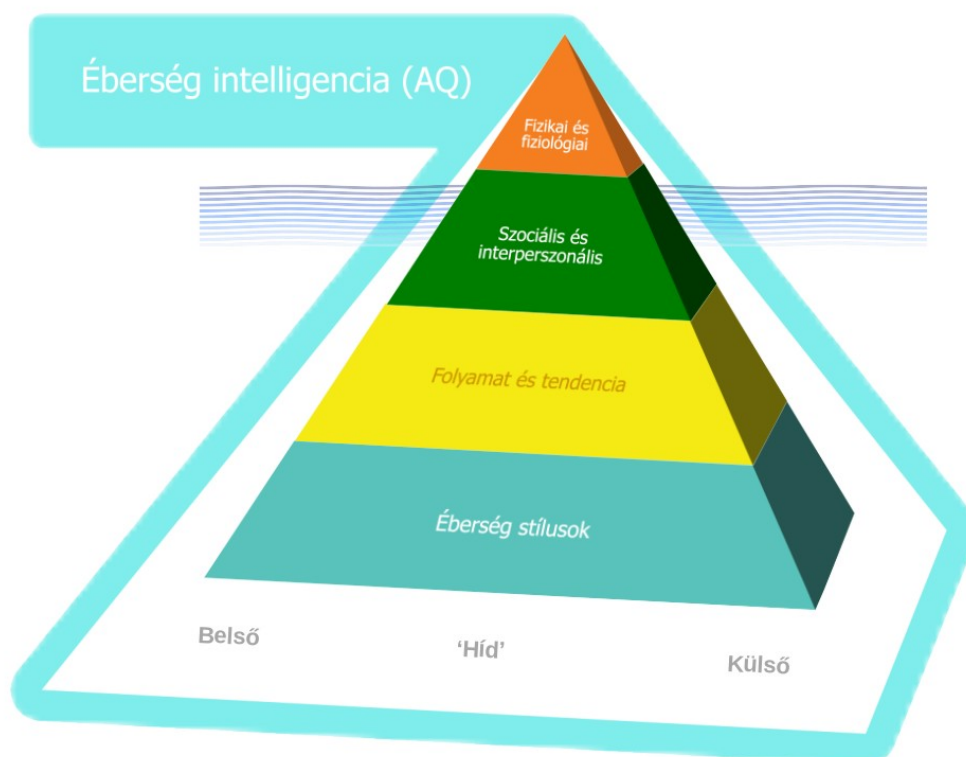 Éberség intelligencia (AQ)
Fizikai és
fiziológiai
Szociális és
interperszonális
Folyamat és tendencia
Éberség stílusok
Belső
‘Híd’
Külső